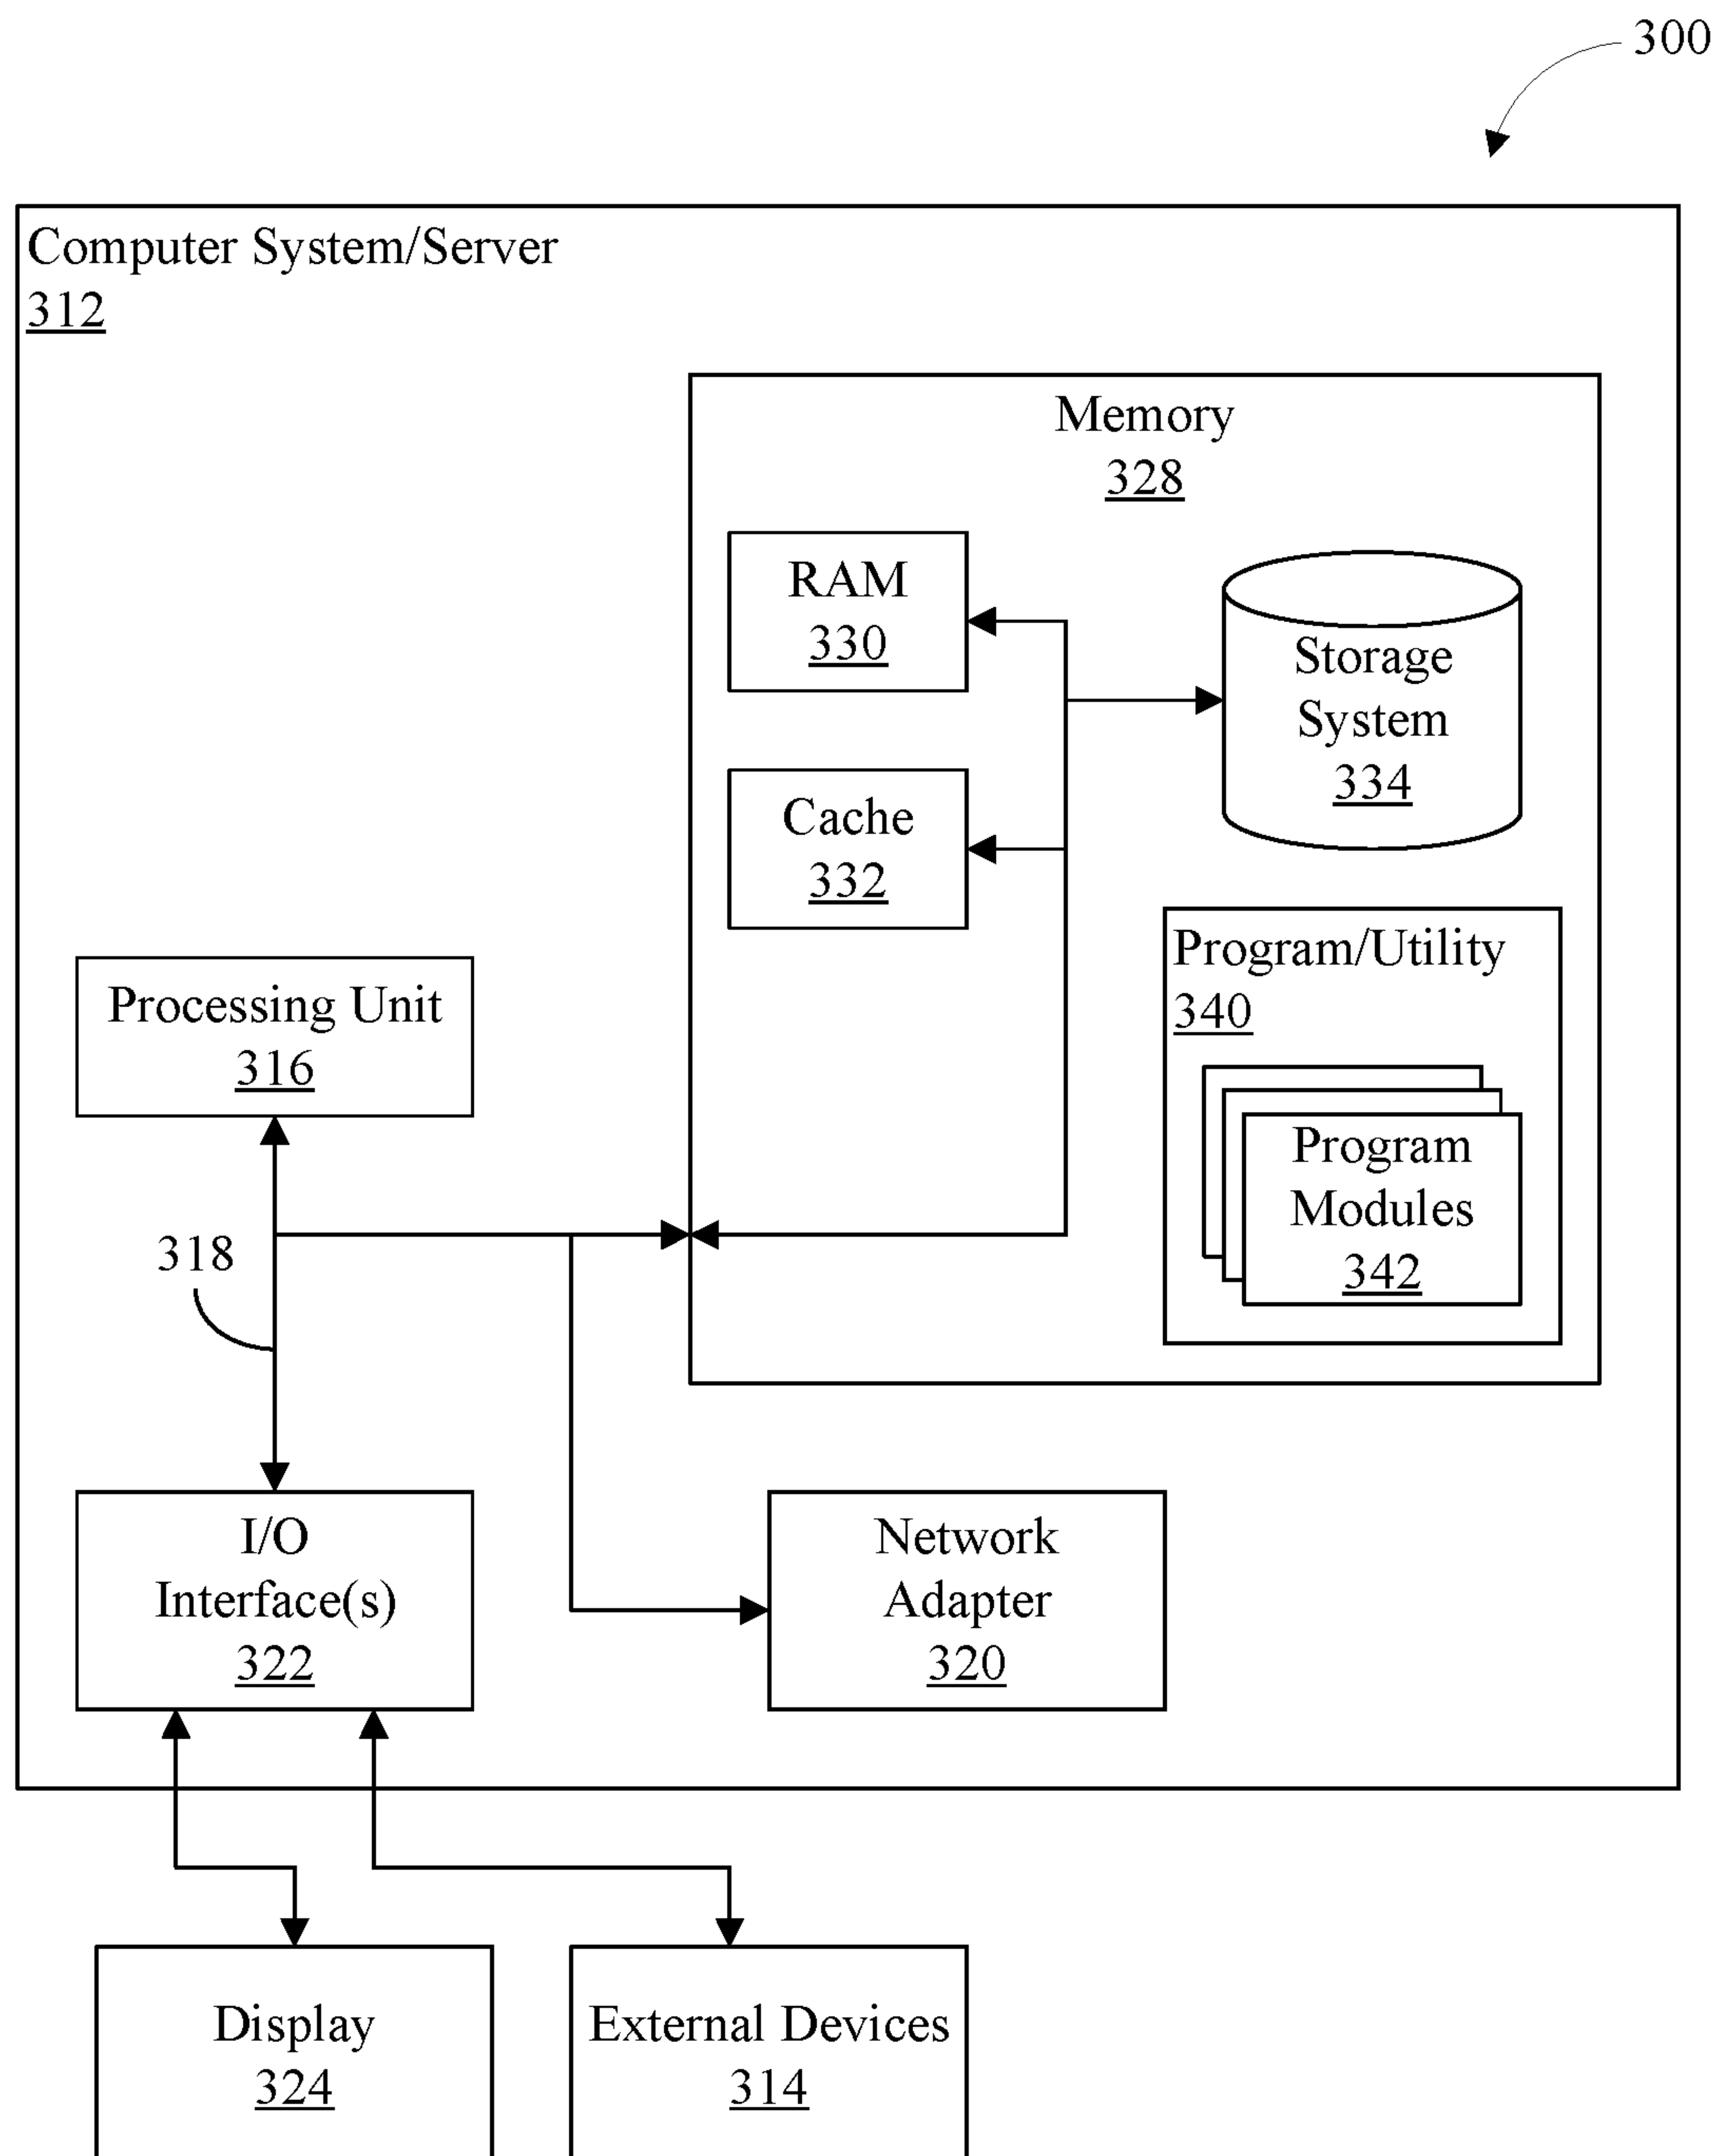 300
Computer System/Server
312
Memory
328
RAM
330
Storage
System
334
Cache
332
Program/Utility
340
Processing Unit
316
Program
Modules
342
318
I/O
Interface(s)
322
Network
Adapter
320
Display
324
External Devices
314